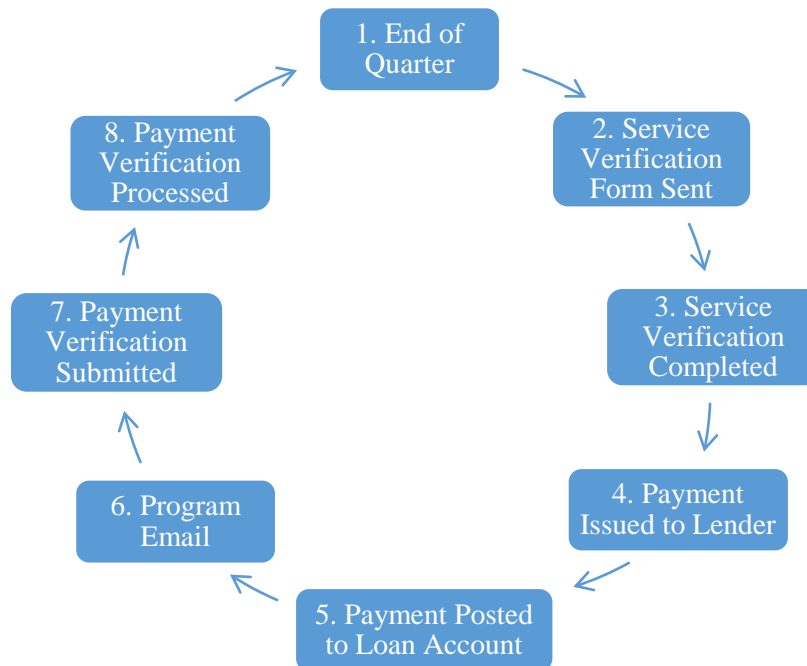 1. End of
Quarter
2. Service
Verification
Form Sent
3. Service
Verification
Completed
4. Payment
Issued to Lender
5. Payment Posted
to Loan Account
6. Program
Email
7. Payment
Verification
Submitted
8. Payment
Verification
Processed